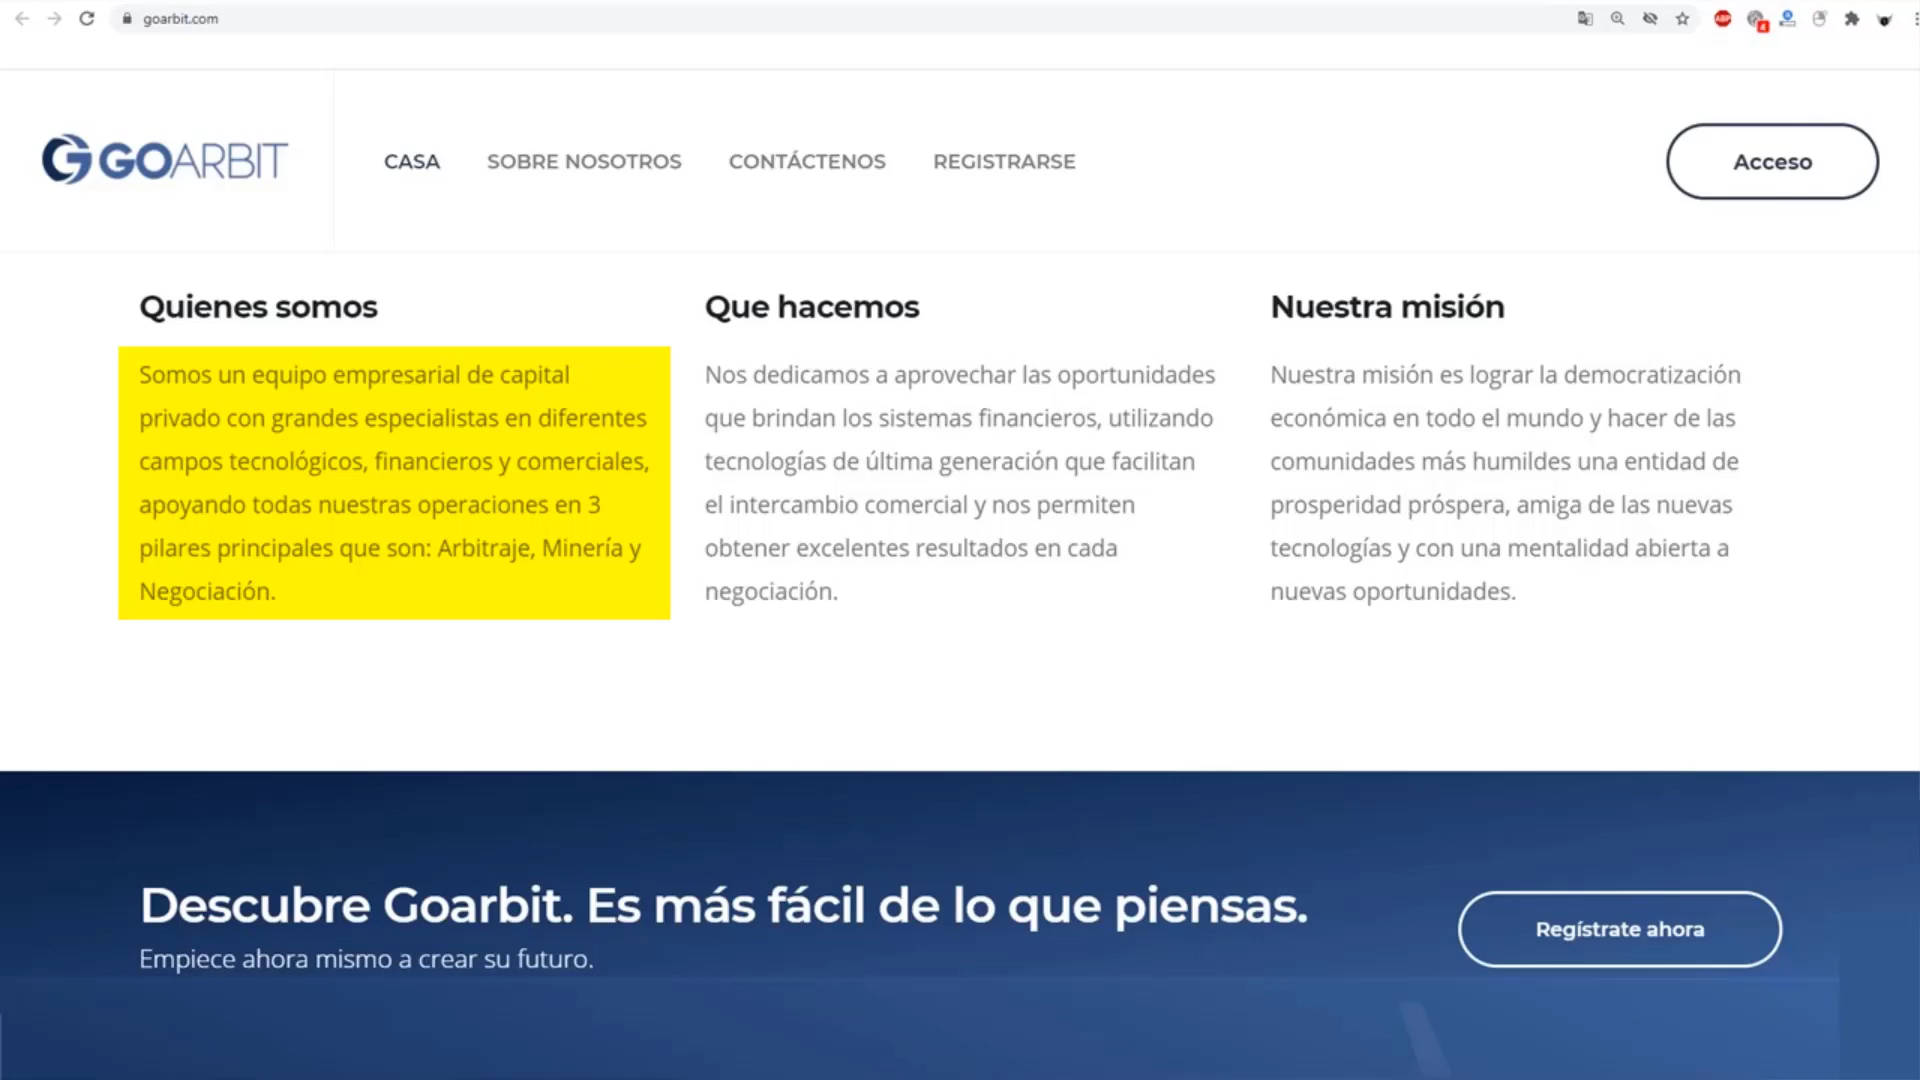 goarbit.com
ABP
4
GOARBIT
CASA
SOBRE NOSOTROS
CONTÁCTENOS
REGISTRARSE
Acceso
Quienes somos
Somos un equipo empresarial de capital
privado con grandes especialistas en diferentes
campos tecnológicos, financieros y comerciales,
apoyando todas nuestras operaciones en 3
pilares principales que son: Arbitraje, Minería y
Negociación.
Que hacemos
Nos dedicamos a aprovechar las oportunidades
que brindan los sistemas financieros, utilizando
tecnologías de última generación que facilitan
el intercambio comercial y nos permiten
obtener excelentes resultados en cada
negociación.
Nuestra misión
Nuestra misión es lograr la democratización
económica en todo el mundo y hacer de las
comunidades más humildes una entidad de
prosperidad próspera, amiga de las nuevas
tecnologías y con una mentalidad abierta a
nuevas oportunidades.
Descubre Goarbit. Es más fácil de lo que piensas.
Empiece ahora mismo a crear su futuro.
Regístrate ahora